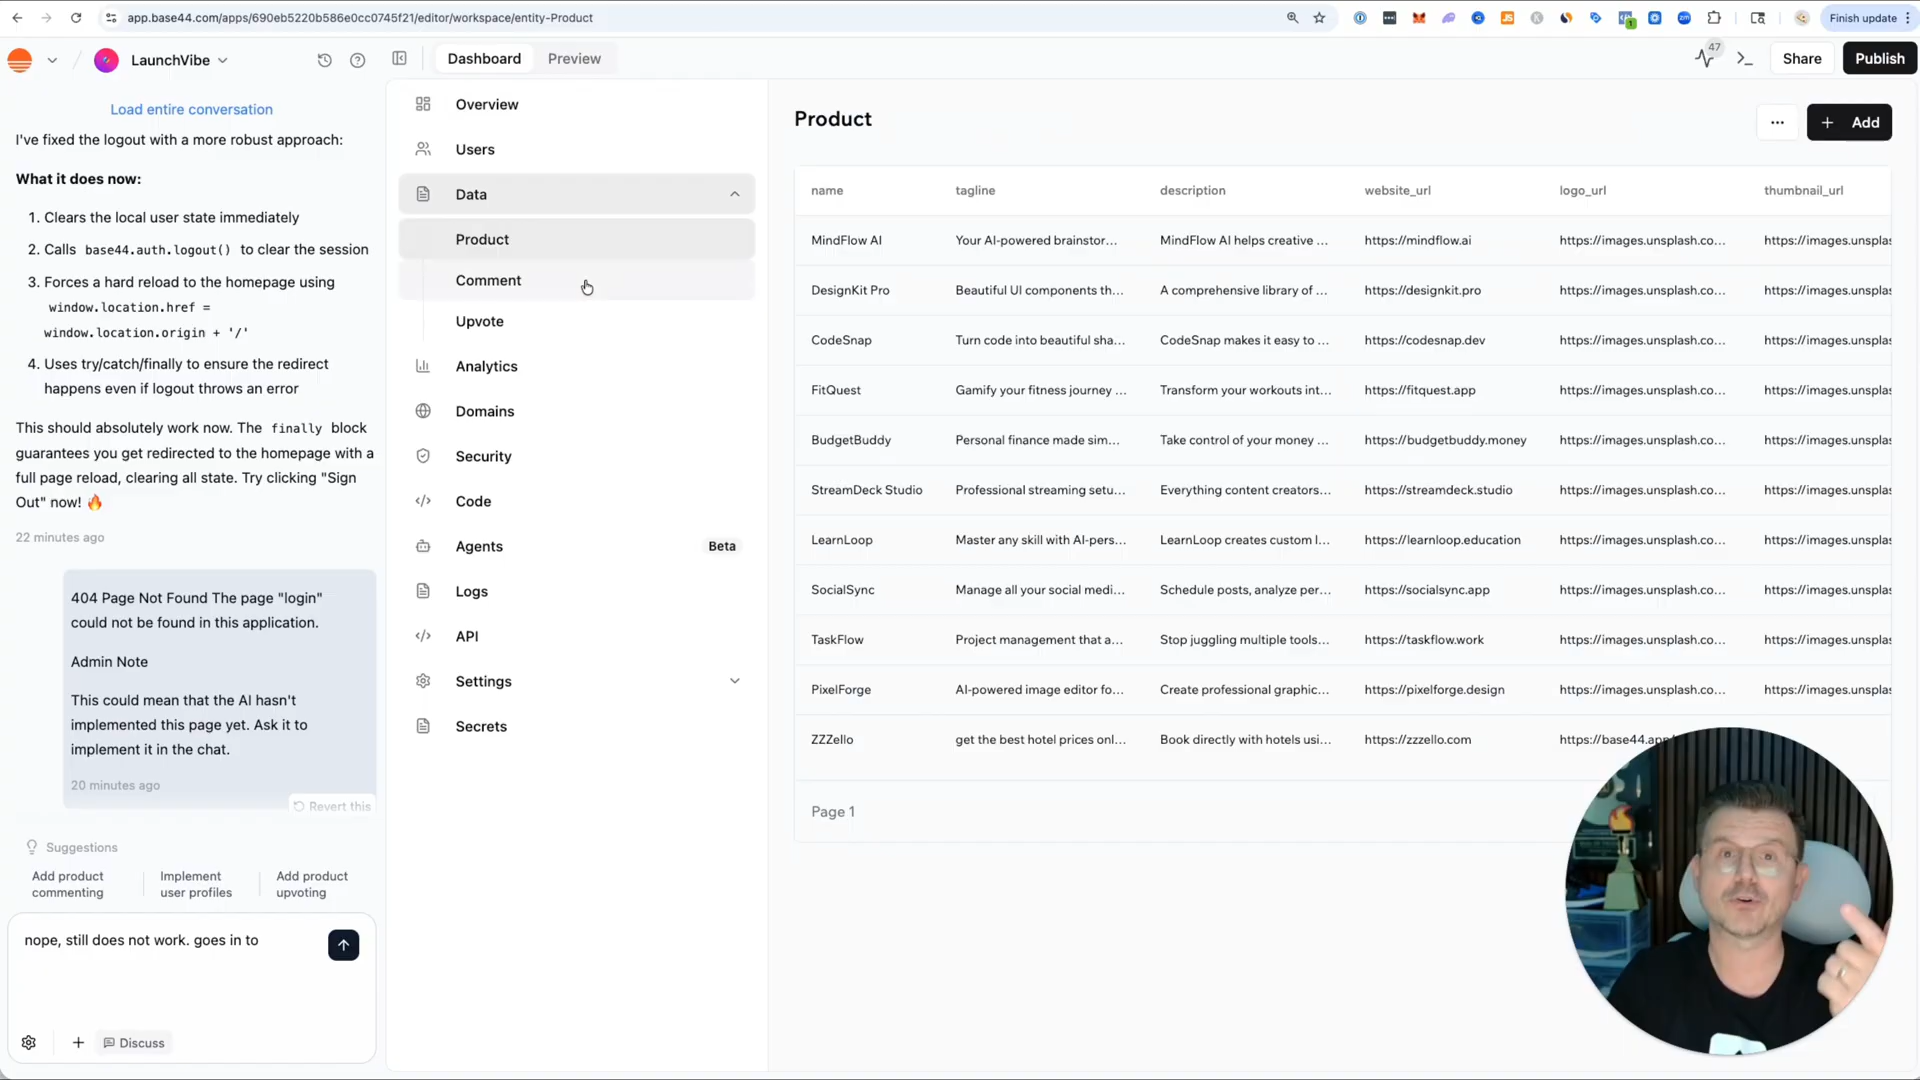 app.base44.com/apps/690eb5220b586e0cc0745f21/editor/workspace/entity-Product
Finish update
LaunchVibe
Dashboard
Preview
47
Share
Publish
Load entire conversation
I've fixed the logout with a more robust approach:
What it does now:
1. Clears the local user state immediately
2. Calls base44.auth.logout() to clear the session
3. Forces a hard reload to the homepage using
window.location.href =
window.location.origin + '/'
4. Uses try/catch/finally to ensure the redirect
happens even if logout throws an error
This should absolutely work now. The finally block
guarantees you get redirected to the homepage with a
full page reload, clearing all state. Try clicking "Sign
Out" now! 🔥
22 minutes ago
404 Page Not Found The page "login"
could not be found in this application.
Admin Note
This could mean that the AI hasn't
implemented this page yet. Ask it to
implement it in the chat.
20 minutes ago
Revert this
Suggestions
Add product
commenting
Implement
user profiles
Add product
upvoting
nope, still does not work. goes in to
Discuss
Overview
Users
Data
Product
Comment
Upvote
Analytics
Domains
Security
Code
Agents Beta
Logs
API
Settings
Secrets
Product
... + Add
name tagline description website_url logo_url thumbnail_url
MindFlow AI Your AI-powered brainstor... MindFlow AI helps creative ... https://mindflow.ai https://images.unsplash.co... https://images.unspla
DesignKit Pro Beautiful UI components th... A comprehensive library of ... https://designkit.pro https://images.unsplash.co... https://images.unspla
CodeSnap Turn code into beautiful sha... CodeSnap makes it easy to ... https://codesnap.dev https://images.unsplash.co... https://images.unspla
FitQuest Gamify your fitness journey ... Transform your workouts int... https://fitquest.app https://images.unsplash.co... https://images.unspla
BudgetBuddy Personal finance made sim... Take control of your money ... https://budgetbuddy.money https://images.unsplash.co... https://images.unspla
StreamDeck Studio Professional streaming setu... Everything content creators... https://streamdeck.studio https://images.unsplash.co... https://images.unspla
LearnLoop Master any skill with AI-pers... LearnLoop creates custom l... https://learnloop.education https://images.unsplash.co... https://images.unspla
SocialSync Manage all your social medi... Schedule posts, analyze per... https://socialsync.app https://images.unsplash.co... https://images.unspla
TaskFlow Project management that a... Stop juggling multiple tools... https://taskflow.work https://images.unsplash.co... https://images.unspla
PixelForge AI-powered image editor fo... Create professional graphic... https://pixelforge.design https://images.unsplash.co... https://images.unspla
ZZZello get the best hotel prices onl... Book directly with hotels usi... https://zzzello.com https://base44.app
Page 1